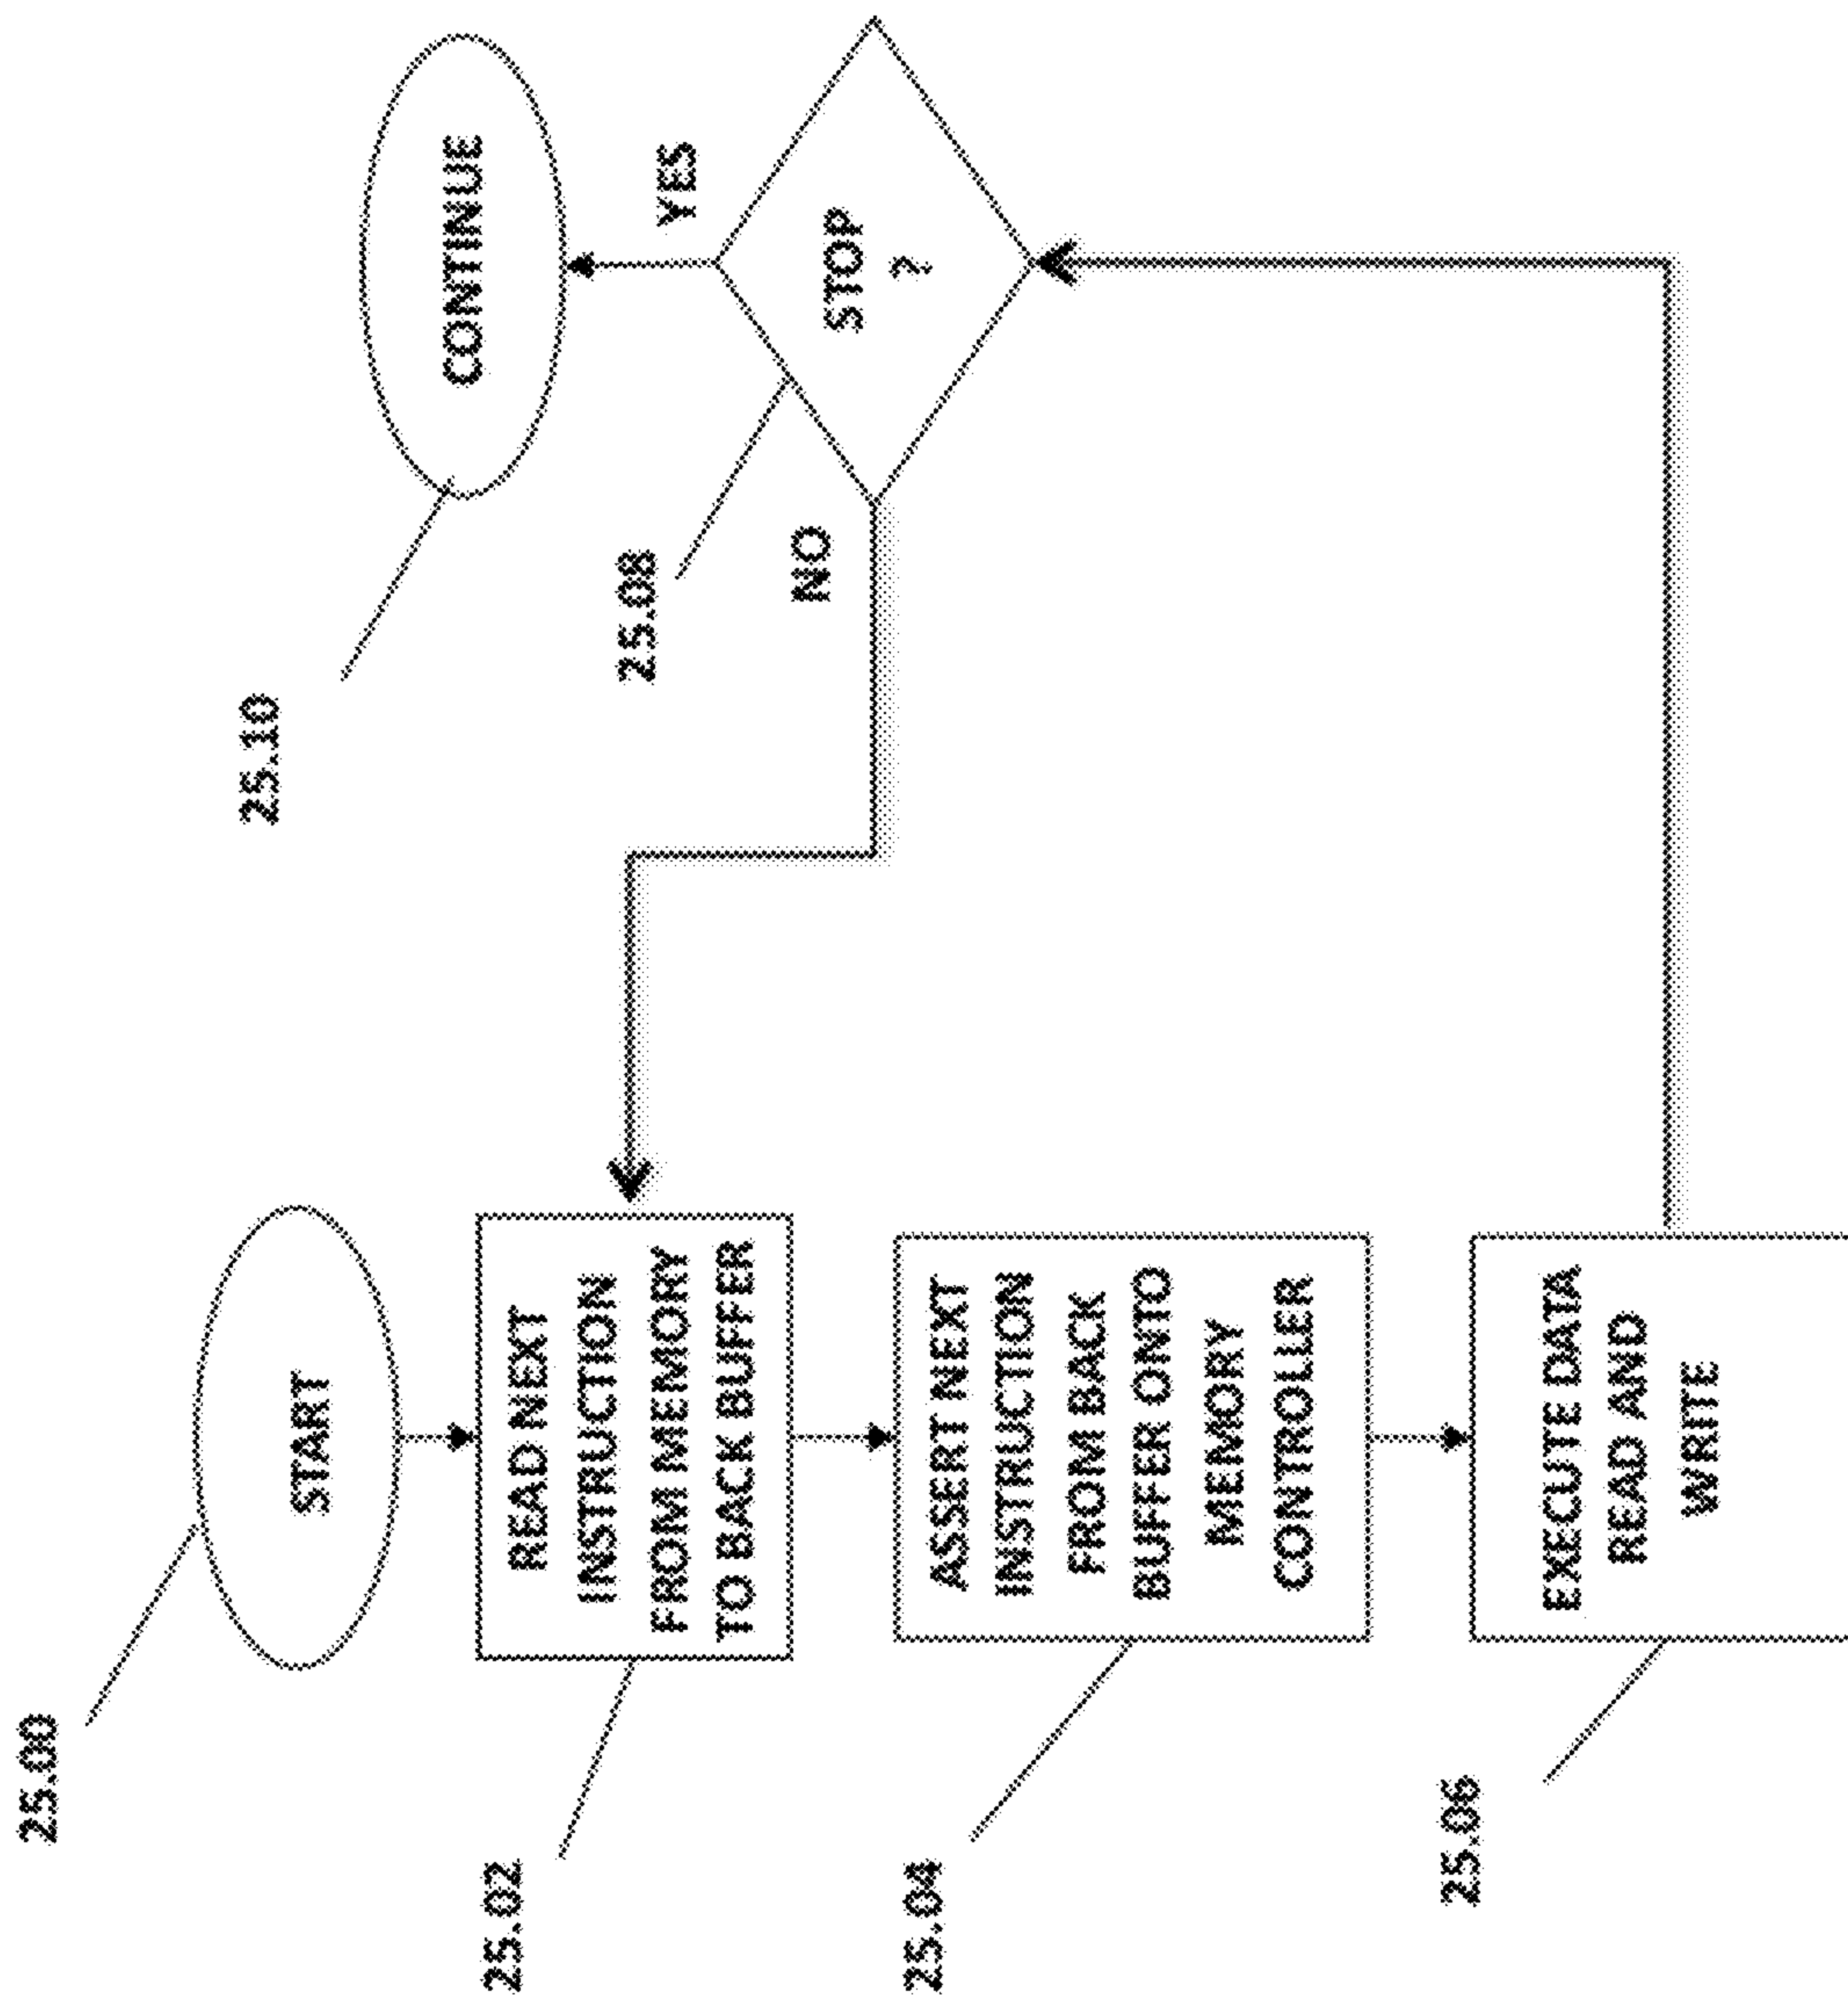 25.00
START
25.02
READ NEXT
INSTRUCTION
FROM MEMORY
TO BACK BUFFER
25.04
ASSERT NEXT
INSTRUCTION
FROM BACK
BUFFER ONTO
MEMORY
CONTROLLER
25.06
EXECUTE DATA
READ AND
WRITE
25.10
CONTINUE
25.08
YES
NO
STOP
?